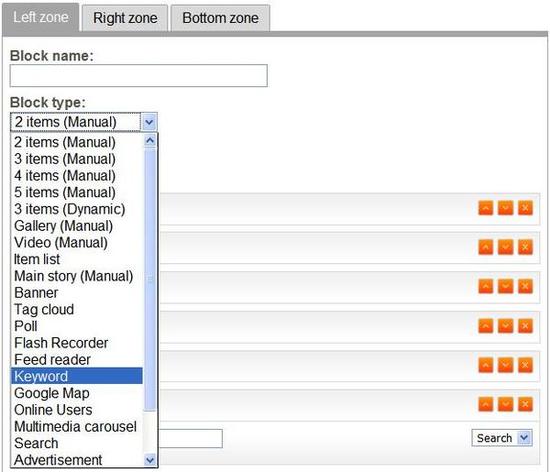 Left zone Right zone Bottom zone
Block name:
Block type:
2 items (Manual)
2 items (Manual)
3 items (Manual)
4 items (Manual)
5 items (Manual)
3 items (Dynamic)
Gallery (Manual)
Video (Manual)
Item list
Main story (Manual)
Banner
Tag cloud
Poll
Flash Recorder
Feed reader
Keyword
Google Map
Online Users
Multimedia carousel
Search Search
Advertisement